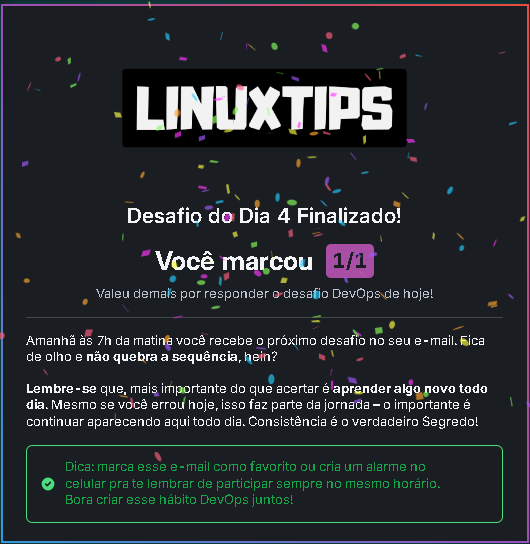 LINUXTIPS
Desafio do Dia 4 Finalizado!
Você marcou 1/1
Valeu demais por responder o desafio DevOps de hoje!
Amanhã às 7h da matina você recebe o próximo desafio no seu e-mail. Fica
de olho e não quebra a sequência, hein?
Lembre-se que, mais importante do que acertar é aprender algo novo todo
dia. Mesmo se você errou hoje, isso faz parte da jornada – o importante é
continuar aparecendo aqui todo dia. Consistência é o verdadeiro Segredo!
Dica: marca esse e-mail como favorito ou cria um alarme no
celular pra te lembrar de participar sempre no mesmo horário.
Bora criar esse hábito DevOps juntos!